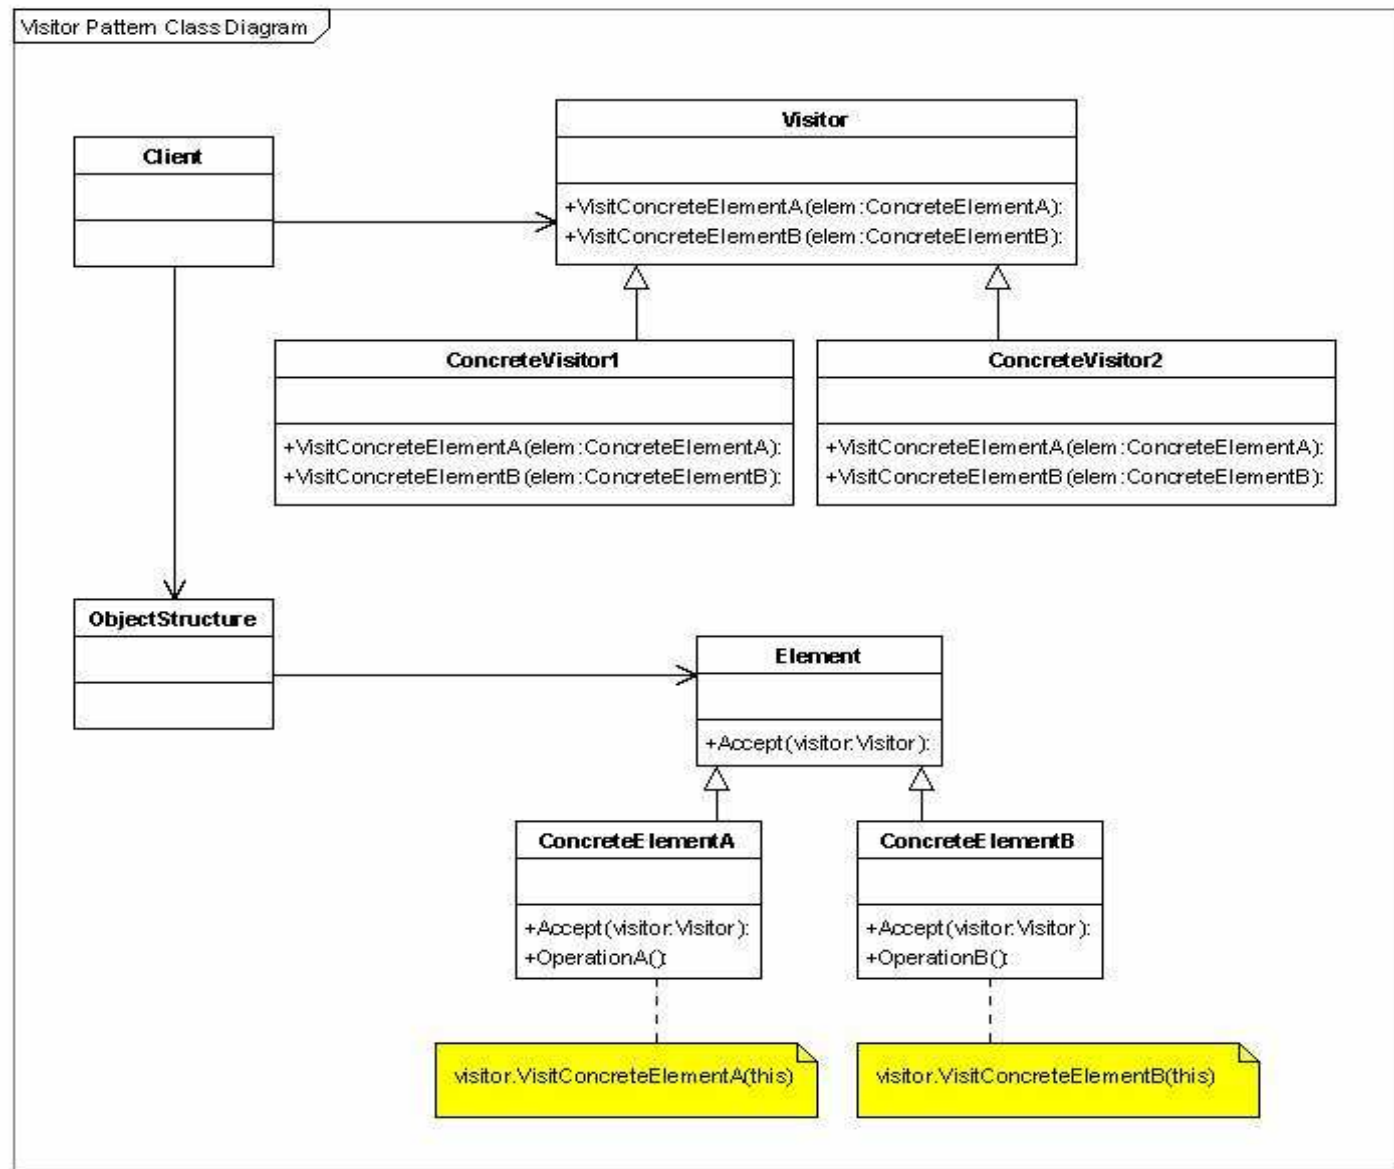 Visitor Pattern Class Diagram
Visitor
+VisitConcreteElementA(elem:ConcreteElementA):
+VisitConcreteElementB(elem:ConcreteElementB):
Client
ConcreteVisitor1
+VisitConcreteElementA(elem:ConcreteElementA):
+VisitConcreteElementB(elem:ConcreteElementB):
ConcreteVisitor2
+VisitConcreteElementA(elem:ConcreteElementA):
+VisitConcreteElementB(elem:ConcreteElementB):
ObjectStructure
Element
+Accept(visitor:Visitor):
ConcreteElementA
+Accept(visitor:Visitor):
+OperationA():
ConcreteElementB
+Accept(visitor:Visitor):
+OperationB():
visitor.VisitConcreteElementA(this)
visitor.VisitConcreteElementB(this)